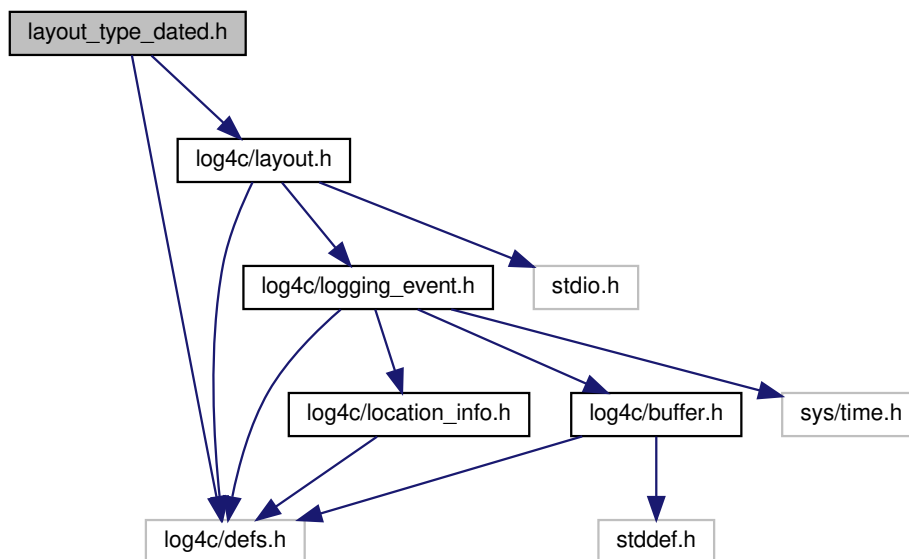 layout_type_dated.h
log4c/layout.h
log4c/logging_event.h
stdio.h
log4c/location_info.h
log4c/buffer.h
sys/time.h
log4c/defs.h
stddef.h